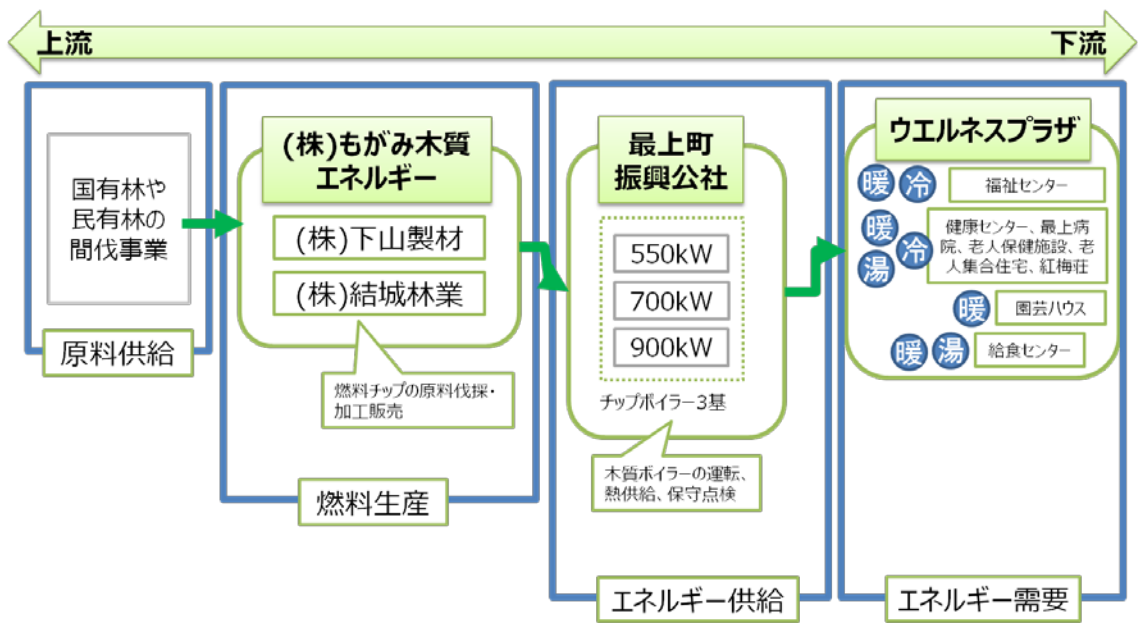 上流
下流
国有林や
民有林の
間伐事業
原料供給
(株)もがみ木質
エネルギー
(株)下山製材
(株)結城林業
燃料チップの原料伐採・
加工販売
燃料生産
最上町
振興公社
550kW
700kW
900kW
チップボイラー3基
木質ボイラーの運転、
熱供給、保守点検
エネルギー供給
ウエルネスプラザ
暖 冷
福祉センター
暖
湯
冷
健康センター、最上病
院、老人保健施設、老
人集合住宅、紅梅荘
暖
園芸ハウス
暖 湯
給食センター
エネルギー需要